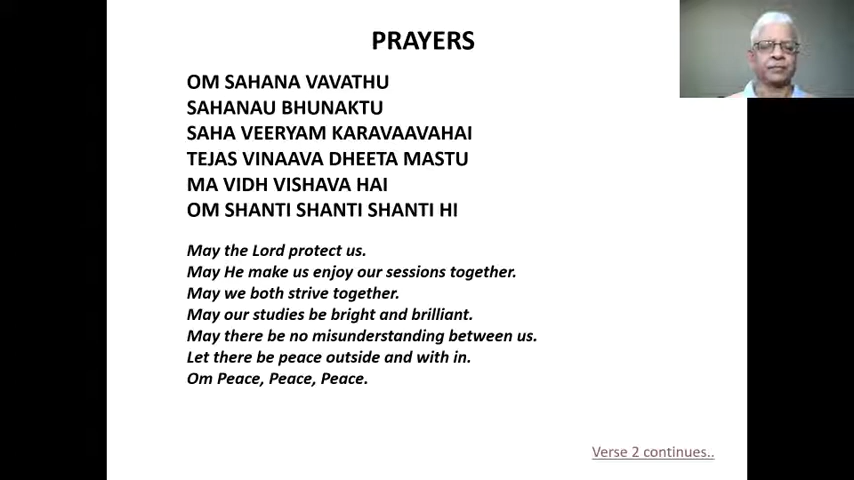 PRAYERS
OM SAHANA VAVATHU
SAHANAU BHUNAKTU
SAHA VEERYAM KARAVAAVAHAI
TEJAS VINAAVA DHEETA MASTU
MA VIDH VISHAVA HAI
OM SHANTI SHANTI SHANTI HI
May the Lord protect us.
May He make us enjoy our sessions together.
May we both strive together.
May our studies be bright and brilliant.
May there be no misunderstanding between us.
Let there be peace outside and with in.
Om Peace, Peace, Peace.
Verse 2 continues..